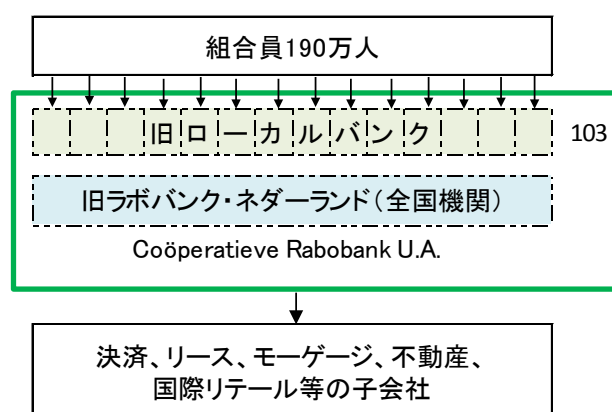 組合員190万人
旧ローカルバンク
103
旧ラボバンク・ネダーランド(全国機関)
Coöperatieve Rabobank U.A.
決済、リース、モーゲージ、不動産、
国際リテール等の子会社